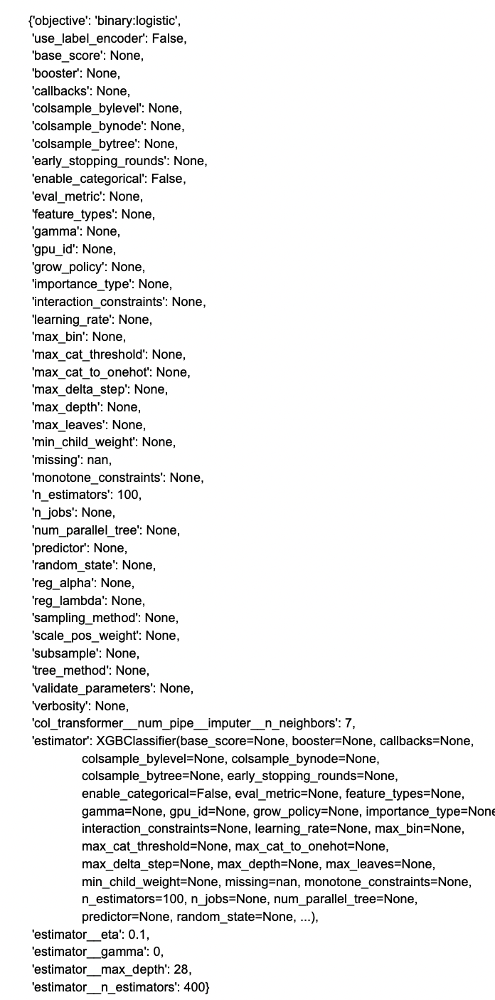 {'objective': 'binary:logistic',
'use_label_encoder': False,
'base_score': None,
'booster': None,
'callbacks': None,
'colsample_bylevel': None,
'colsample_bynode': None,
'colsample_bytree': None,
'early_stopping_rounds': None,
'enable_categorical': False,
'eval_metric': None,
'feature_types': None,
'gamma': None,
'gpu_id': None,
'grow_policy': None,
'importance_type': None,
'interaction_constraints': None,
'learning_rate': None,
'max_bin': None,
'max_cat_threshold': None,
'max_cat_to_onehot': None,
'max_delta_step': None,
'max_depth': None,
'max_leaves': None,
'min_child_weight': None,
'missing': nan,
'monotone_constraints': None,
'n_estimators': 100,
'n_jobs': None,
'num_parallel_tree': None,
'predictor': None,
'random_state': None,
'reg_alpha': None,
'reg_lambda': None,
'sampling_method': None,
'scale_pos_weight': None,
'subsample': None,
'tree_method': None,
'validate_parameters': None,
'verbosity': None,
'col_transformer__num_pipe__imputer__n_neighbors': 7,
'estimator': XGBClassifier(base_score=None, booster=None, callbacks=None,
colsample_bylevel=None, colsample_bynode=None,
colsample_bytree=None, early_stopping_rounds=None,
enable_categorical=False, eval_metric=None, feature_types=None,
gamma=None, gpu_id=None, grow_policy=None, importance_type=None
interaction_constraints=None, learning_rate=None, max_bin=None,
max_cat_threshold=None, max_cat_to_onehot=None,
max_delta_step=None, max_depth=None, max_leaves=None,
min_child_weight=None, missing=nan, monotone_constraints=None,
n_estimators=100, n_jobs=None, num_parallel_tree=None,
predictor=None, random_state=None, ...),
'estimator__eta': 0.1,
'estimator__gamma': 0,
'estimator__max_depth': 28,
'estimator__n_estimators': 400}